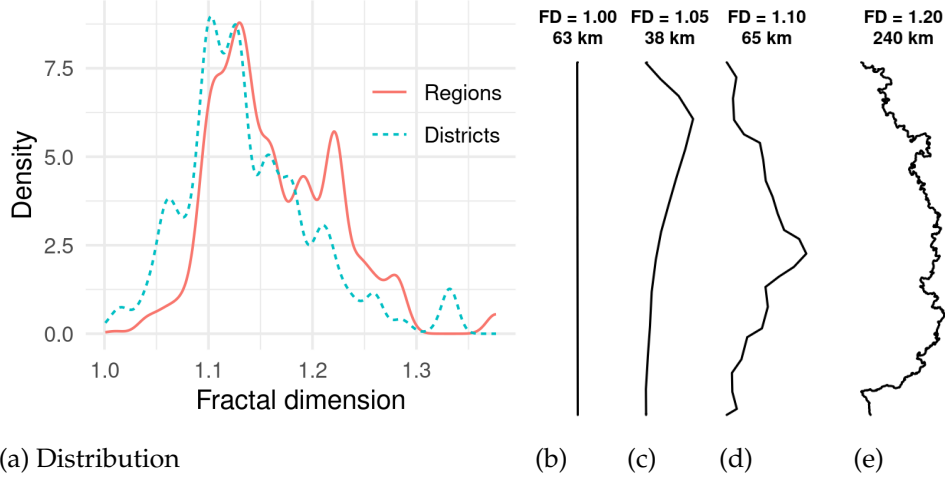 Density
7.5
5.0
2.5
0.0
1.0 1.1 1.2 1.3
Fractal dimension
Regions
Districts
FD = 1.00
63 km
FD = 1.05
38 km
FD = 1.10
65 km
FD = 1.20
240 km
(a) Distribution
(b)
(c)
(d)
(e)